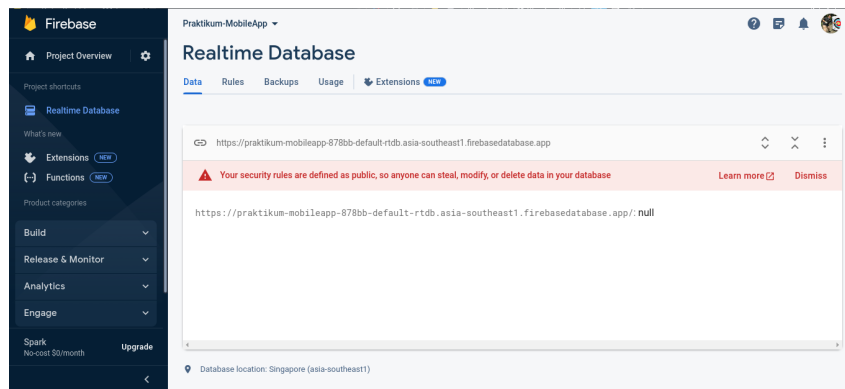 Firebase
Project Overview
Project shortcuts
Realtime Database
What's new
Extensions NEW
Functions NEW
Product categories
Build
Release & Monitor
Analytics
Engage
Spark
No-cost $0/month
Upgrade
Praktikum-MobileApp
Realtime Database
Data Rules Backups Usage Extensions NEW
https://praktikum-mobileapp-878bb-default-rtdb.asia-southeast1.firebasedatabase.app
Your security rules are defined as public, so anyone can steal, modify, or delete data in your database Learn more Dismiss
https://praktikum-mobileapp-878bb-default-rtdb.asia-southeast1.firebasedatabase.app/: null
Database location: Singapore (asia-southeast1)